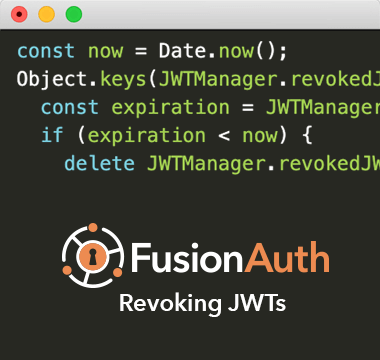 const now = Date.now();
Object.keys(JWTManager.revokedJ
const expiration = JWTManager
if (expiration < now) {
delete JWTManager.revokedJW
FusionAuth
Revoking JWTs